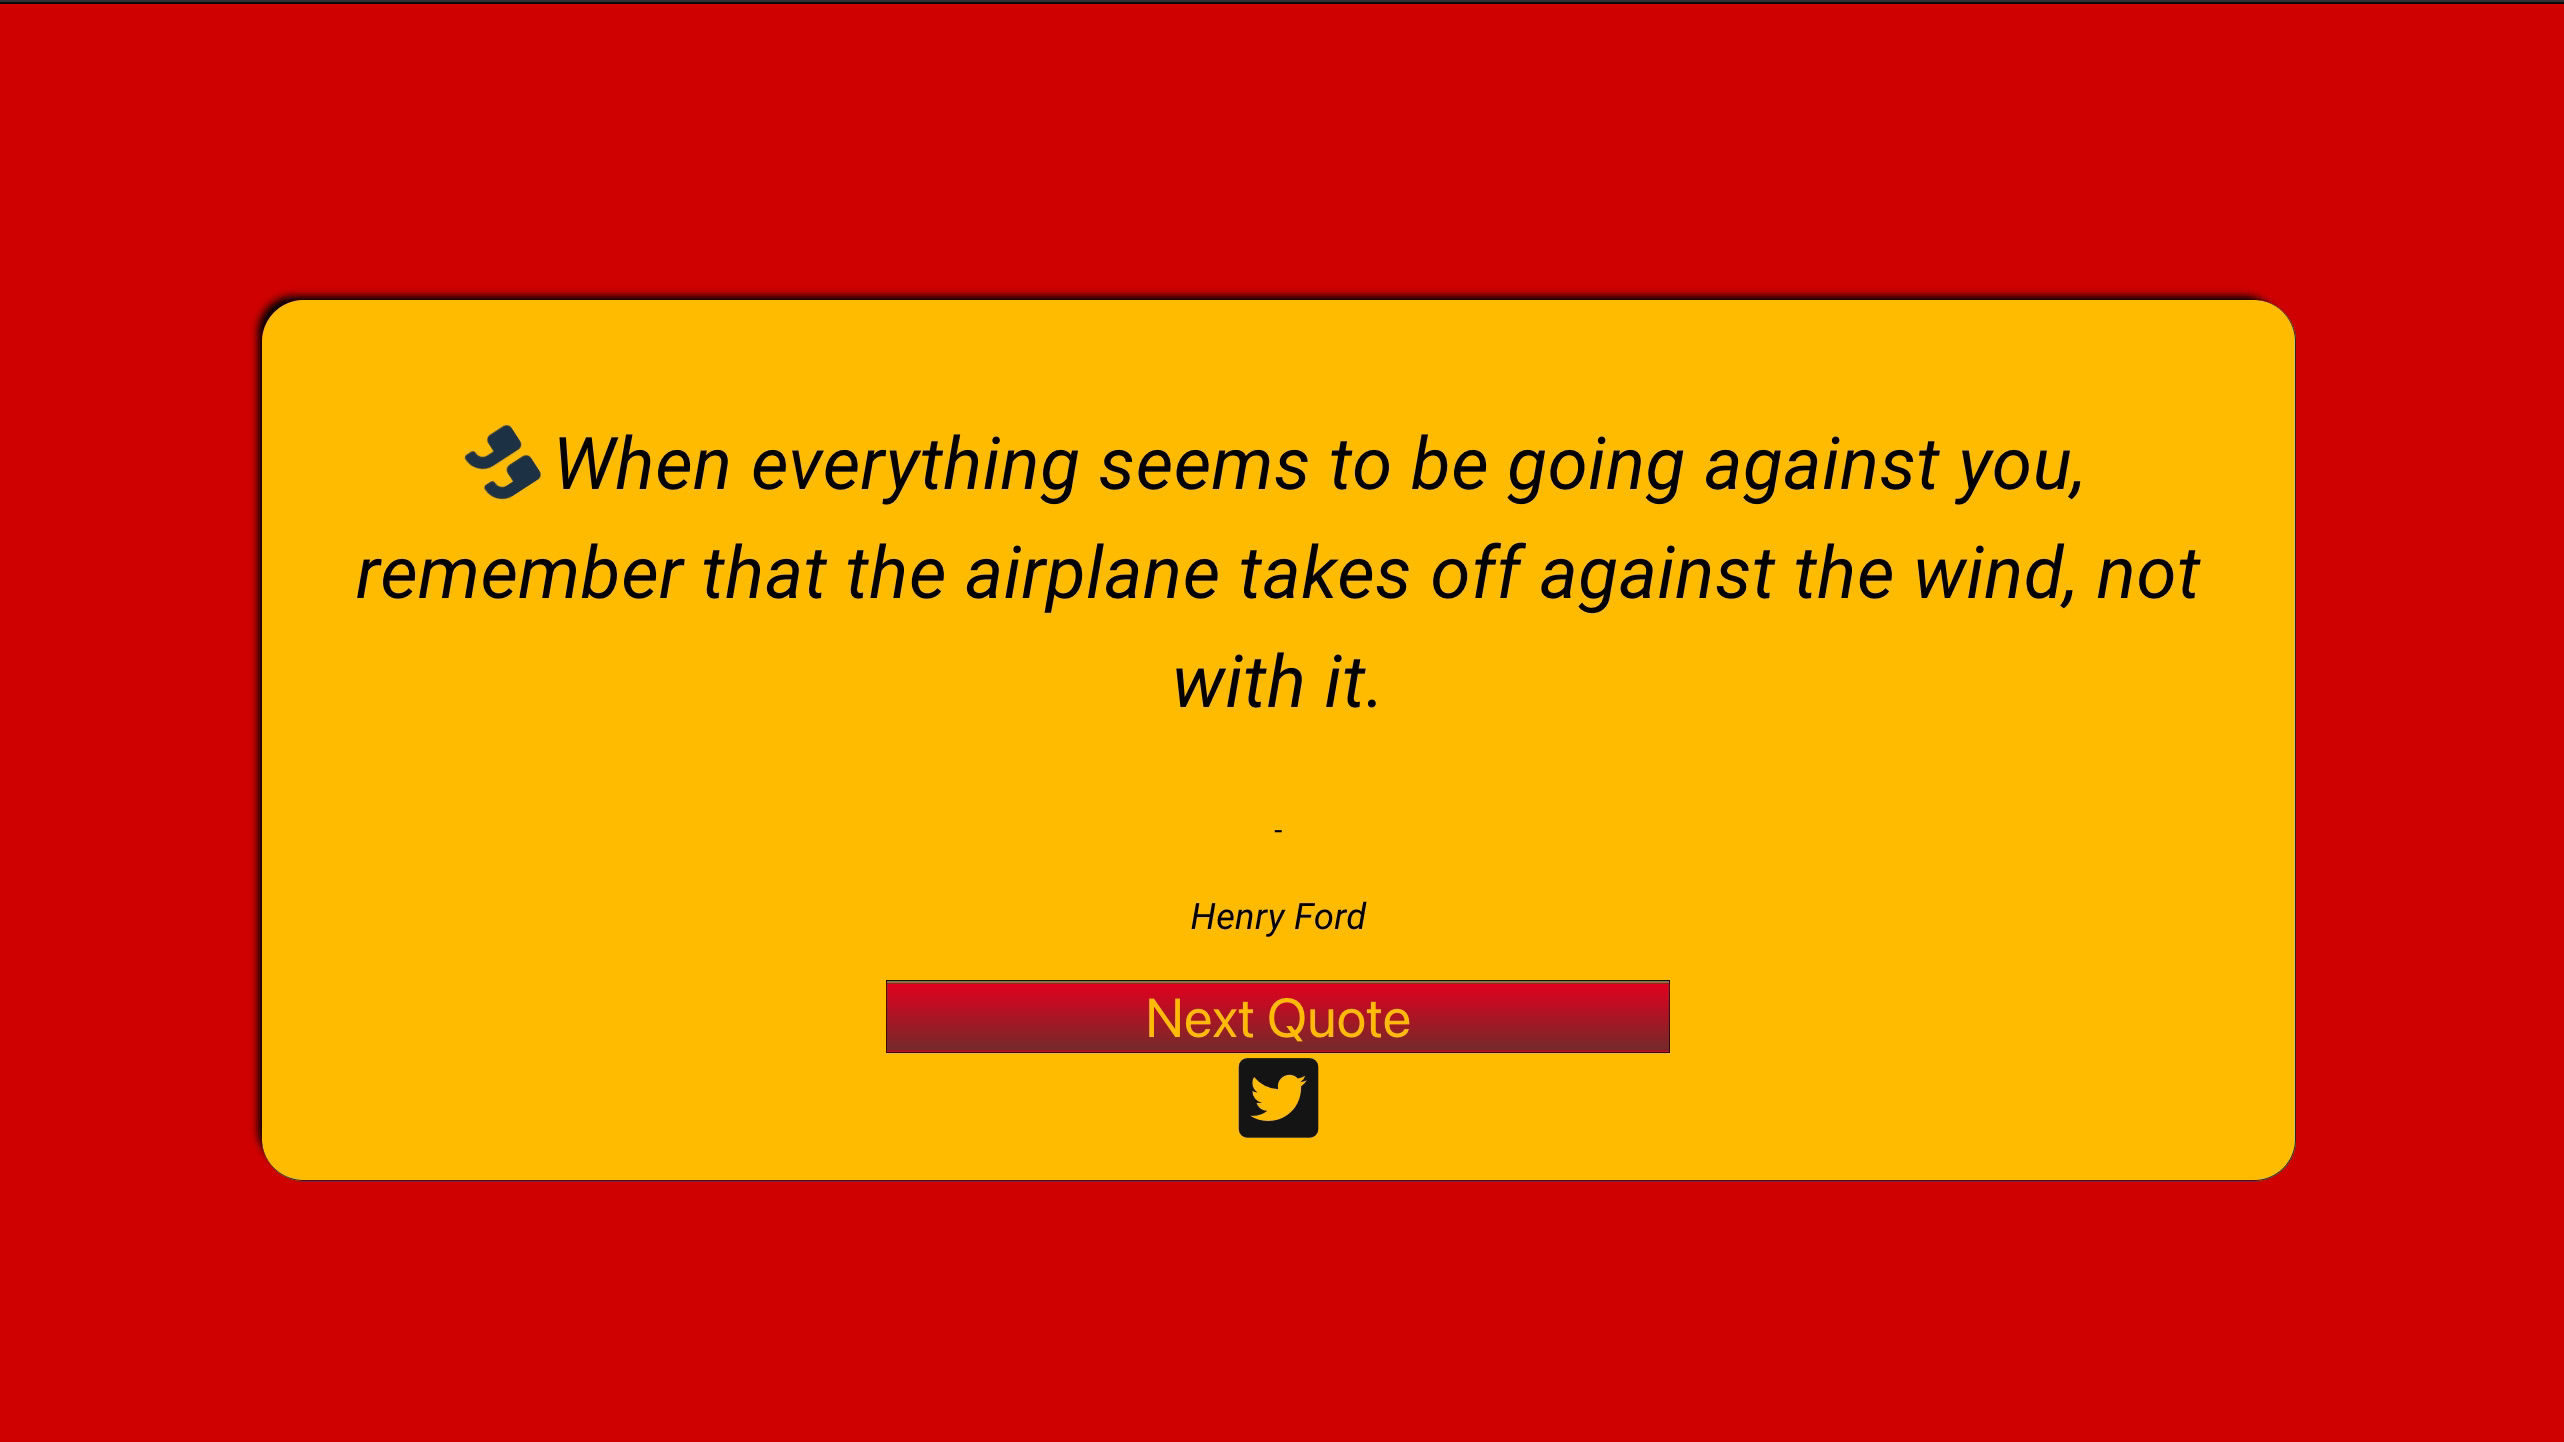 When everything seems to be going against you,
remember that the airplane takes off against the wind, not
with it.
-
Henry Ford
Next Quote